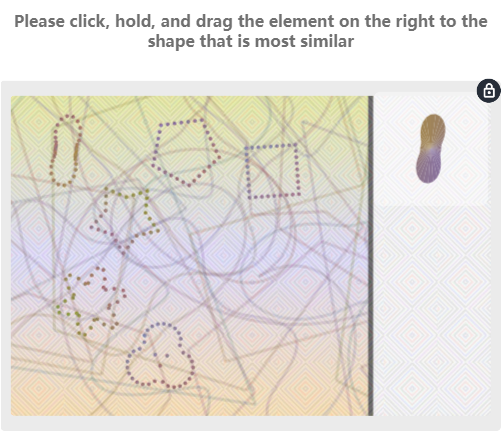 Please click, hold, and drag the element on the right to the
shape that is most similar